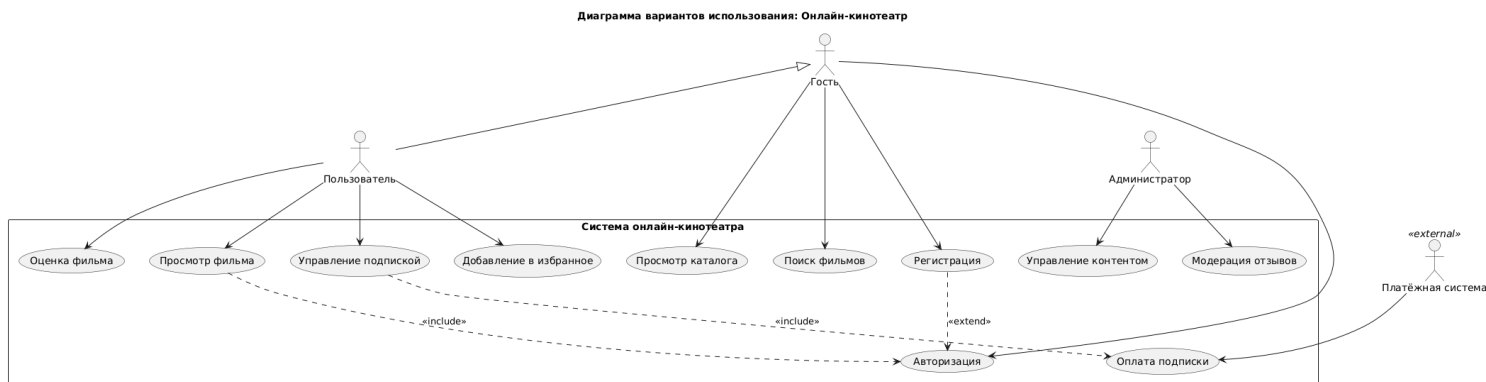 Диаграмма вариантов использования: Онлайн-кинотеатр
Гость
Пользователь
Администратор
Система онлайн-кинотеатра
«external»
Оценка фильма
Просмотр фильма
Управление подпиской
Добавление в избранное
Просмотр каталога
Поиск фильмов
Регистрация
Управление контентом
Модерация отзывов
Платёжная система
«include»
«include»
«extend»
Авторизация
Оплата подписки